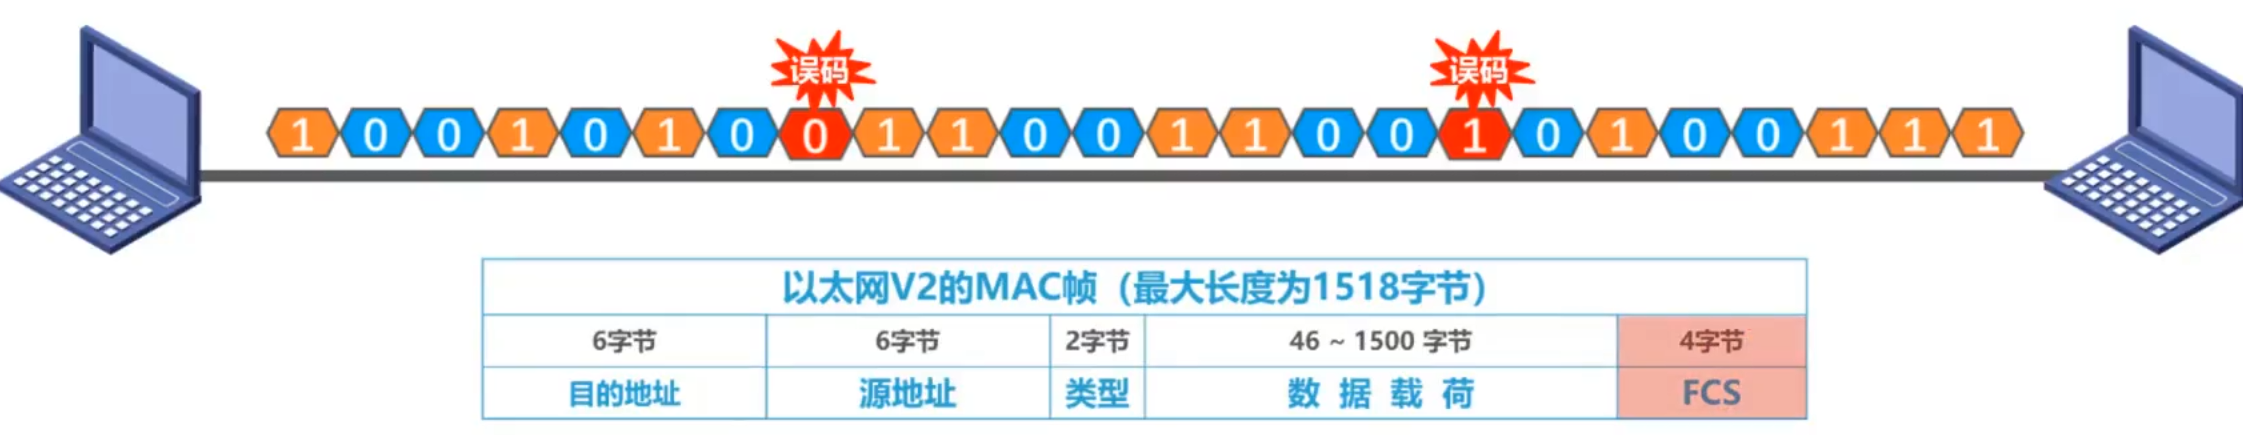 误码 误码
1 0 0 1 0 1 0 0 1 1 0 0 1 1 0 0 1 0 1 0 0 1 1 1
以太网V2的MAC帧（最大长度为1518字节）
6字节 6字节 2字节 46 ~ 1500 字节 4字节
目的地址 源地址 类型 数 据 载 荷 FCS